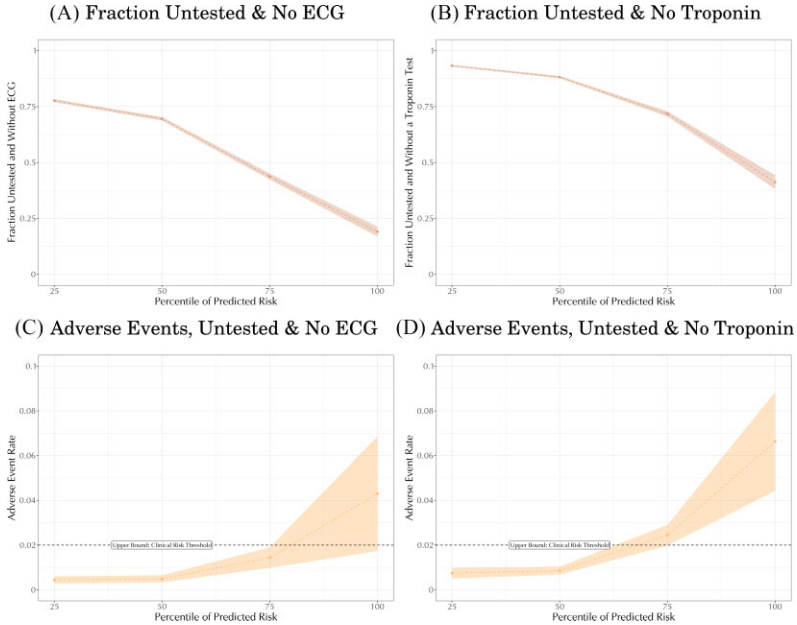 (A) Fraction Untested & No ECG
Fraction Untested and Without ECG
1
0.75
0.5
0.25
0
25
50
75
100
Percentile of Predicted Risk
(B) Fraction Untested & No Troponin
Fraction Untested and Without a Troponin Test
1
0.75
0.5
0.25
0
25
50
75
100
Percentile of Predicted Risk
(C) Adverse Events, Untested & No ECG
Adverse Event Rate
0.1
0.08
0.06
0.04
0.02
0
Upper Bound: Clinical Risk Threshold
25
50
75
100
Percentile of Predicted Risk
(D) Adverse Events, Untested & No Troponin
Adverse Event Rate
0.1
0.08
0.06
0.04
0.02
0
Upper Bound: Clinical Risk Threshold
25
50
75
100
Percentile of Predicted Risk